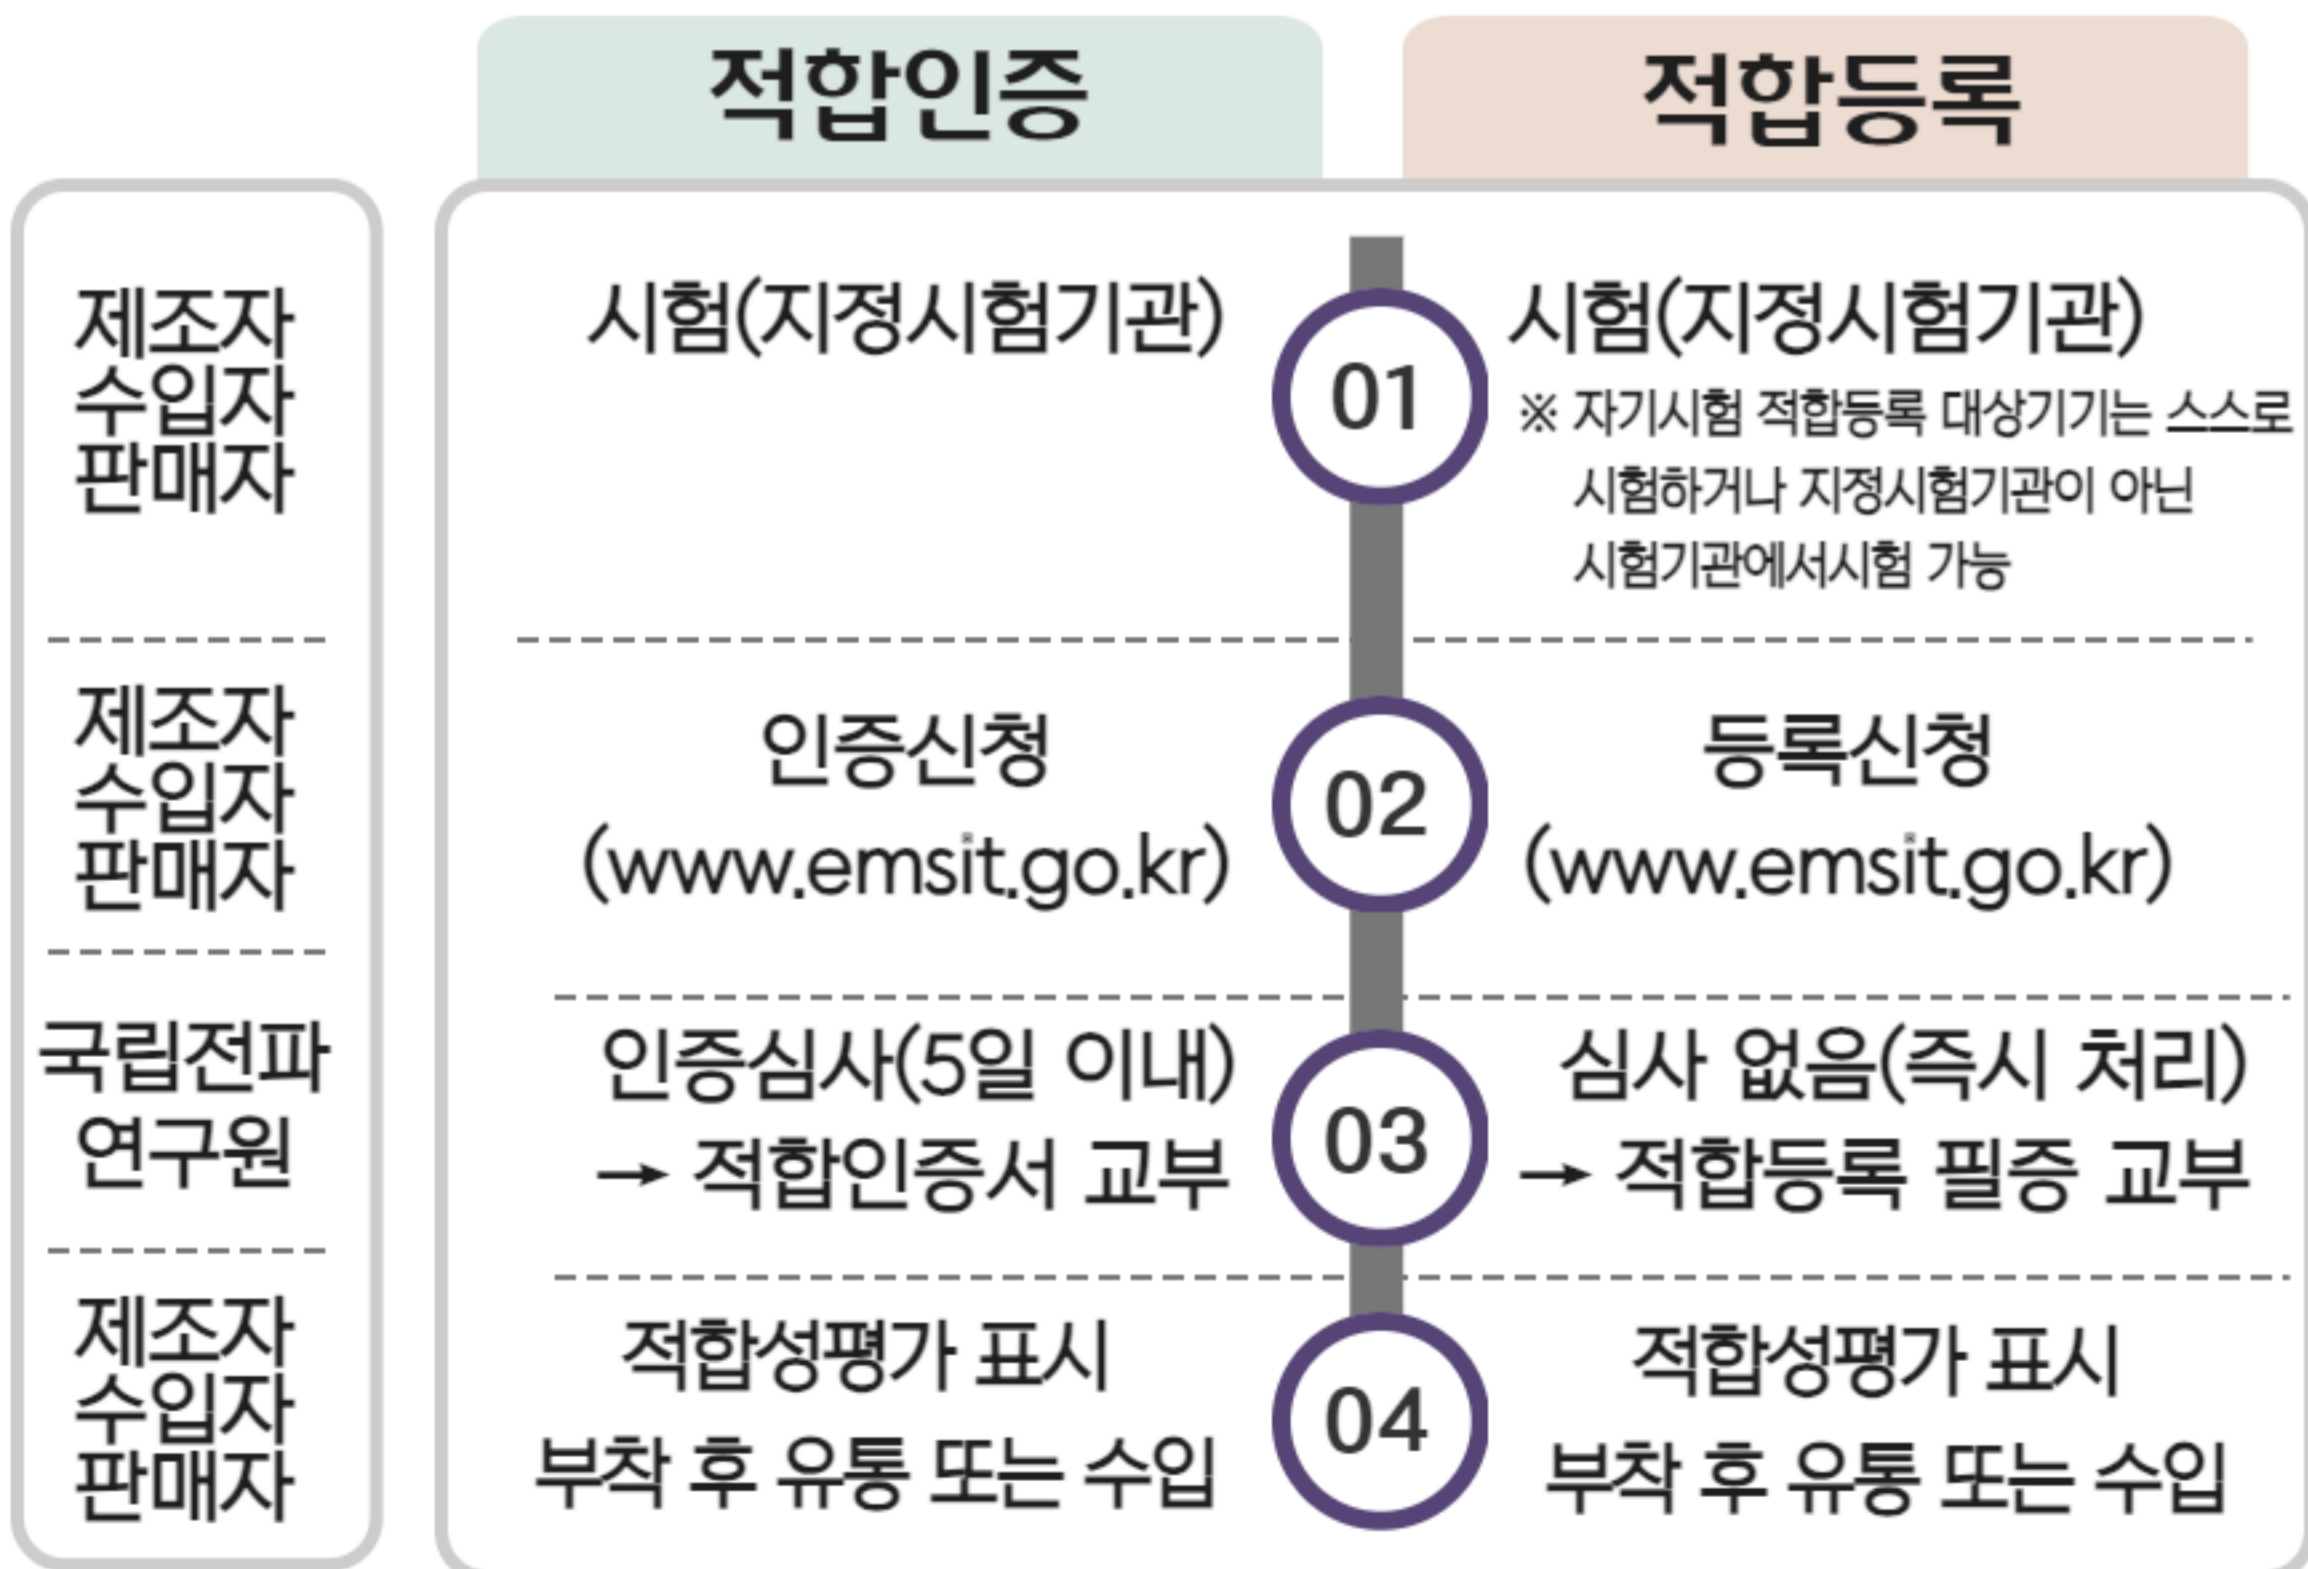 적합인증
적합등록
제조자
수입자
판매자
시험(지정시험기관)
01
시험(지정시험기관)
※ 자기시험 적합등록 대상기기는 스스로
시험하거나 지정시험기관이 아닌
시험기관에서시험 가능
제조자
수입자
판매자
인증신청
(www.emsit.go.kr)
02
등록신청
(www.emsit.go.kr)
국립전파
연구원
인증심사(5일 이내)
→ 적합인증서 교부
03
심사 없음(즉시 처리)
→ 적합등록 필증 교부
제조자
수입자
판매자
적합성평가 표시
부착 후 유통 또는 수입
04
적합성평가 표시
부착 후 유통 또는 수입